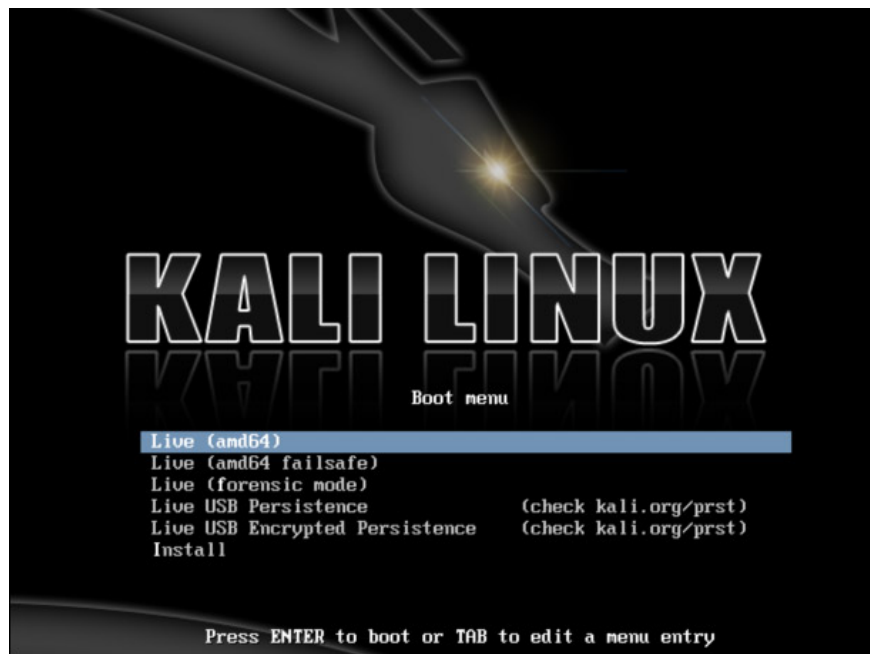 KALI LINUX
Boot menu
Live (amd64)
Live (amd64 failsafe)
Live (forensic mode)
Live USB Persistence (check kali.org/prst)
Live USB Encrypted Persistence (check kali.org/prst)
Install
Press ENTER to boot or TAB to edit a menu entry